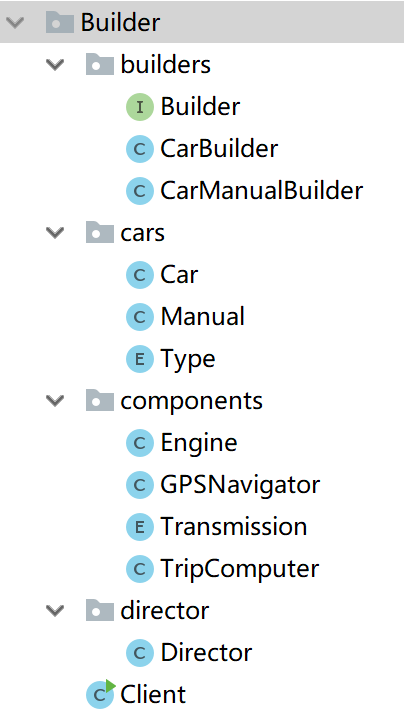 Builder
builders
I Builder
C CarBuilder
C CarManualBuilder
cars
C Car
C Manual
E Type
components
C Engine
C GPSNavigator
E Transmission
C TripComputer
director
C Director
C Client